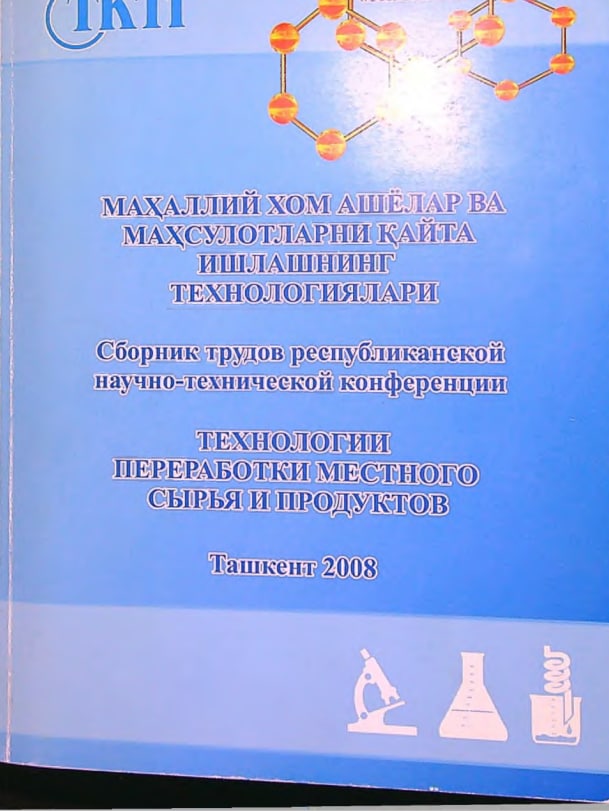 ТКТИ
МАҲАЛЛИЙ ХОМ АШЁЛАР ВА
МАҲСУЛОТЛАРНИ ҚАЙТА
ИШЛАШНИНГ
ТЕХНОЛОГИЯЛАРИ
Сборник трудов республиканской
научно-технической конференции
ТЕХНОЛОГИИ
ПЕРЕРАБОТКИ МЕСТНОГО
СЫРЬЯ И ПРОДУКТОВ
Ташкент 2008